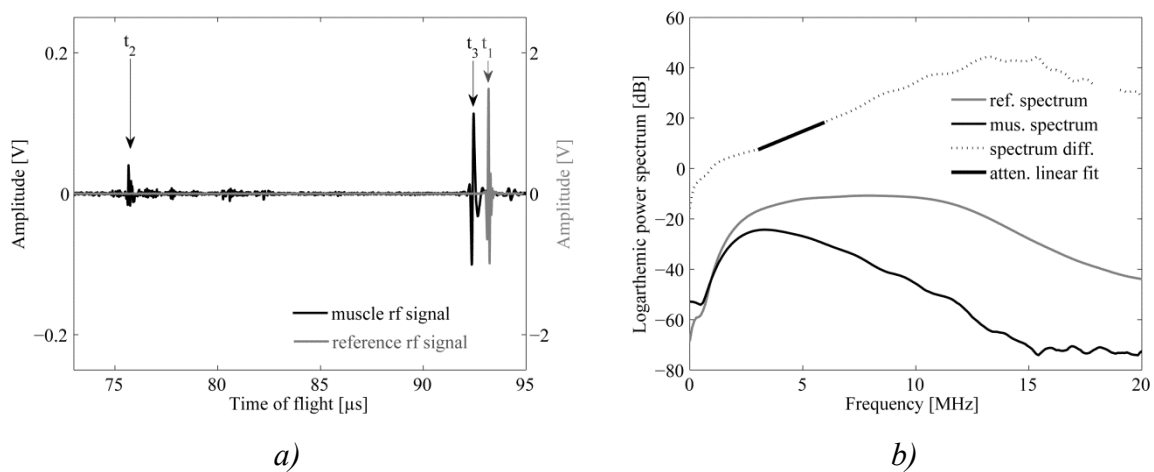 0.2
0
−0.2
Amplitude [V]
t2
t3
t1
2
0
−2
Amplitude [V]
muscle rf signal
reference rf signal
75
80
85
90
95
Time of flight [µs]
a)
60
40
20
0
−20
−40
−60
−80
Logarthemic power spectrum [dB]
ref. spectrum
mus. spectrum
spectrum diff.
atten. linear fit
0
5
10
15
20
Frequency [MHz]
b)